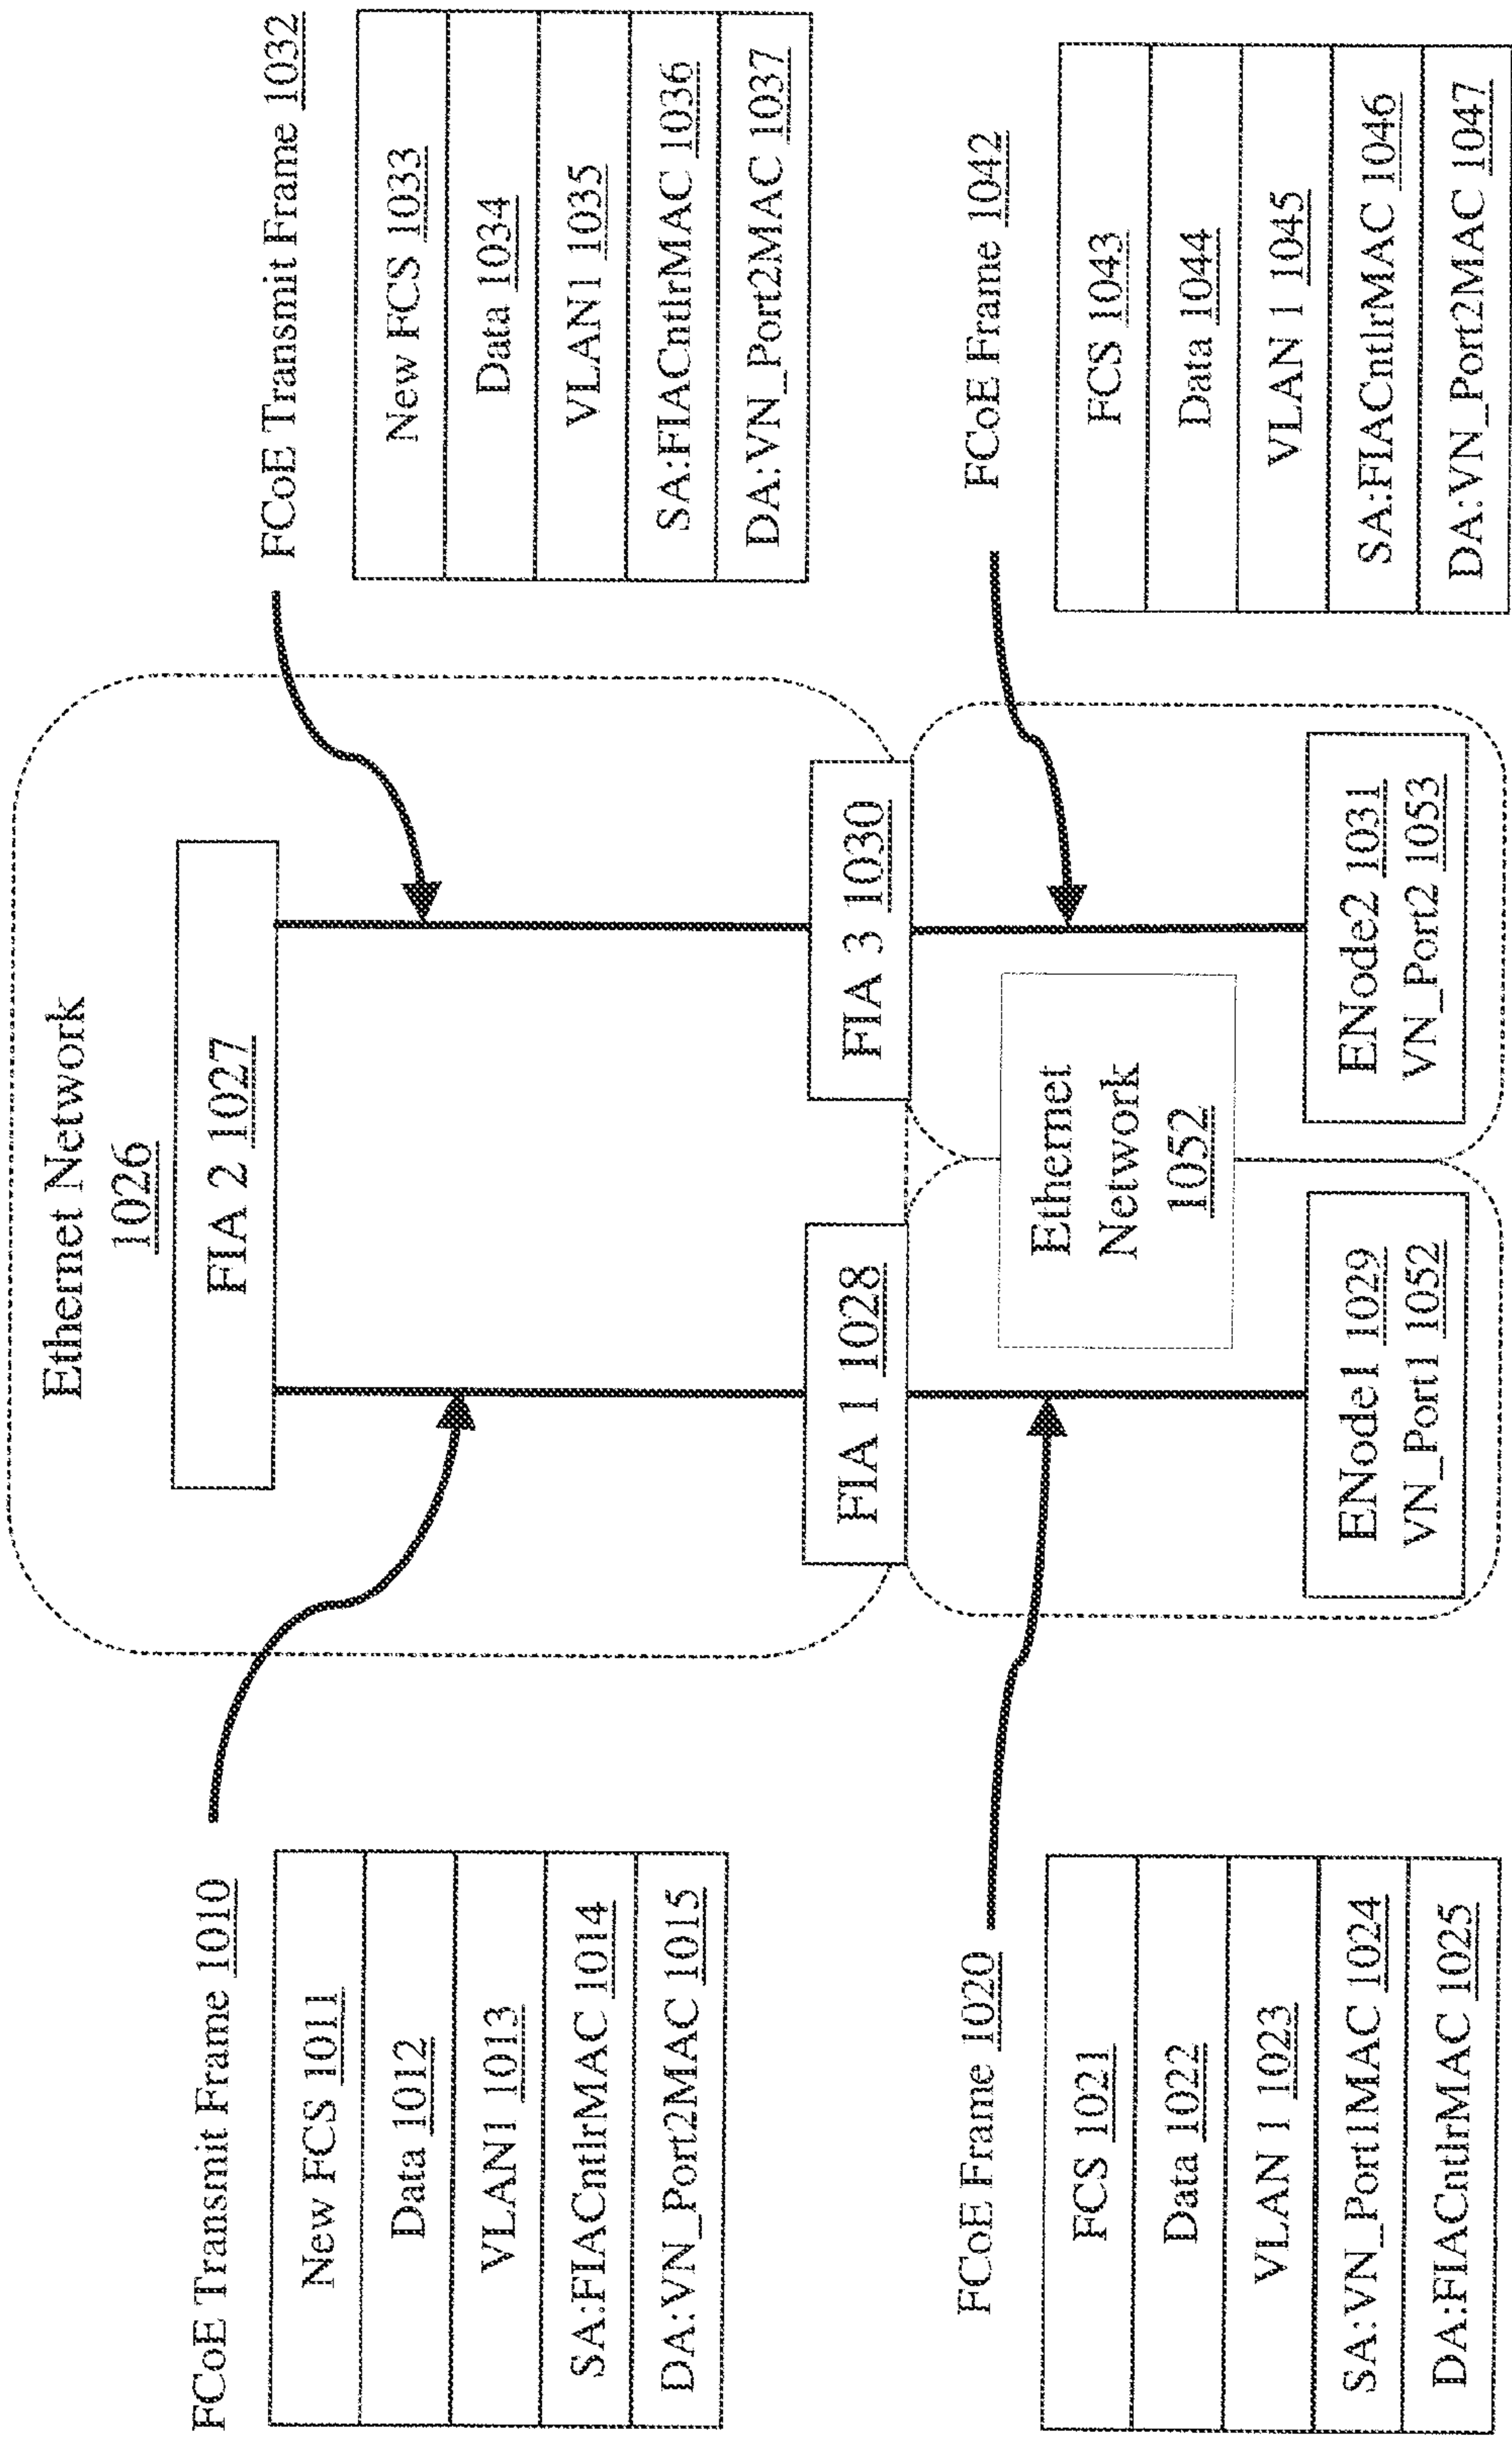 Ethernet Network
1026
FIA 2 1027
FCoE Transmit Frame 1010
New FCS 1011
Data 1012
VLAN1 1013
SA:FIACntlrMAC 1014
DA:VN_Port2MAC 1015
FCoE Transmit Frame 1032
New FCS 1033
Data 1034
VLAN1 1035
SA:FIACntlrMAC 1036
DA:VN_Port2MAC 1037
FIA 1 1028
FIA 3 1030
FCoE Frame 1020
FCS 1021
Data 1022
VLAN 1 1023
SA:VN_Port1MAC 1024
DA:FIACntlrMAC 1025
Ethernet
Network
1052
ENode1 1029
VN_Port1 1052
ENode2 1031
VN_Port2 1053
FCoE Frame 1042
FCS 1043
Data 1044
VLAN 1 1045
SA:FIACntlrMAC 1046
DA:VN_Port2MAC 1047